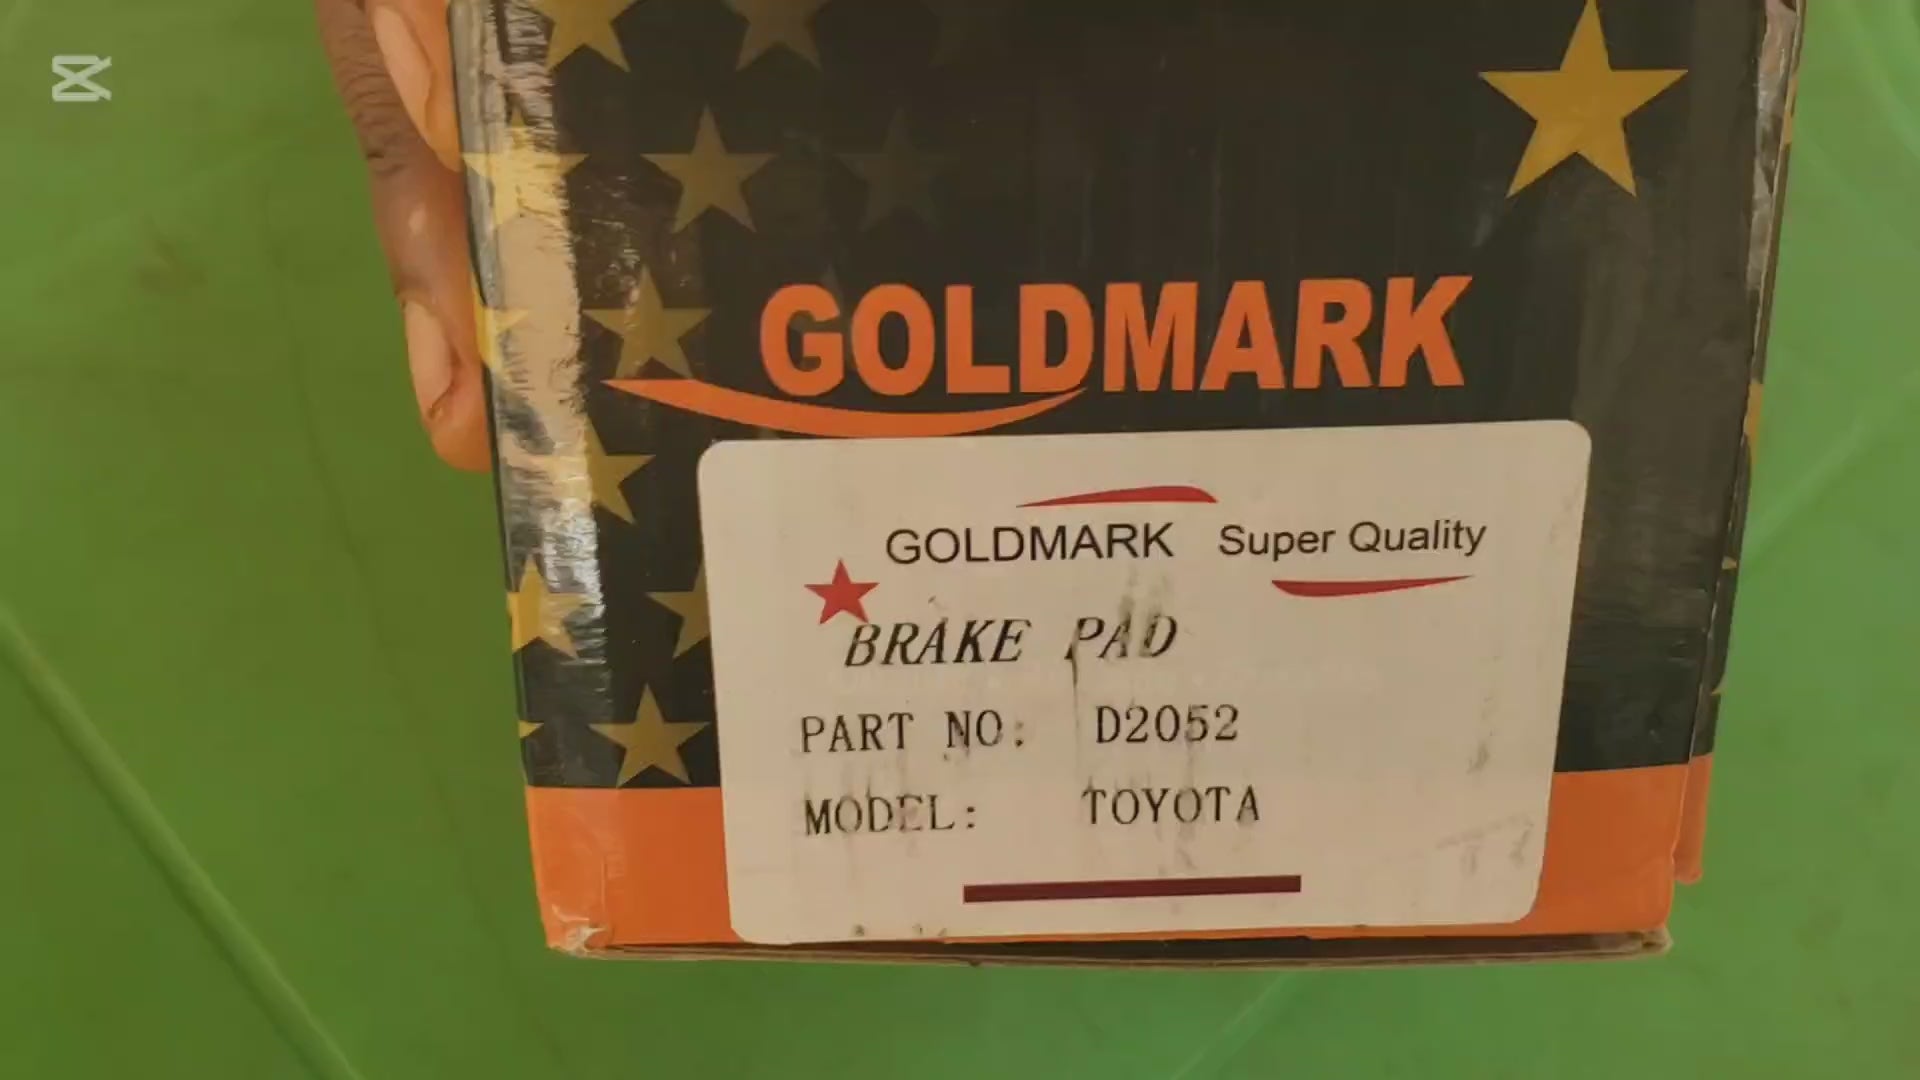 GOLDMARK
GOLDMARK Super Quality
BRAKE PAD
PART NO: D2052
MODEL: TOYOTA